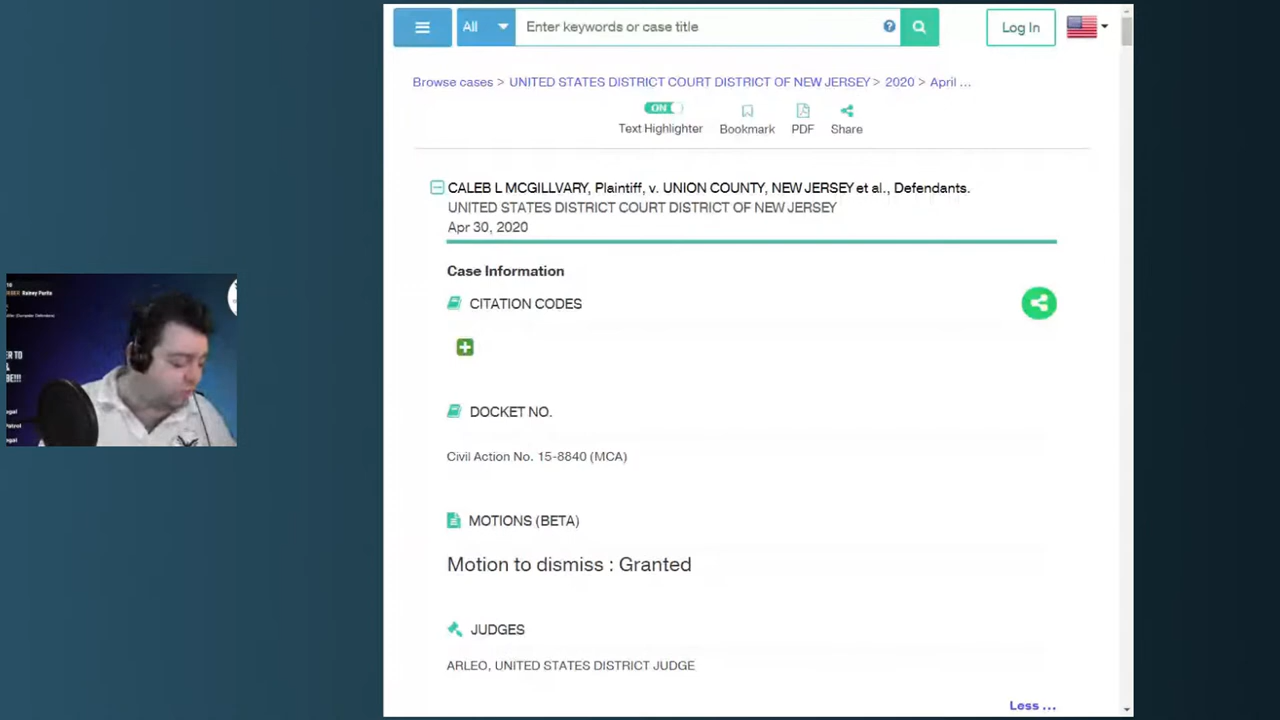 All
Enter keywords or case title
?
Log In
Browse cases > UNITED STATES DISTRICT COURT DISTRICT OF NEW JERSEY > 2020 > April ...
ON
Text Highlighter
Bookmark
PDF
Share
CALEB L MCGILLVARY, Plaintiff, v. UNION COUNTY, NEW JERSEY et al., Defendants.
UNITED STATES DISTRICT COURT DISTRICT OF NEW JERSEY
Apr 30, 2020
Case Information
CITATION CODES
DOCKET NO.
Civil Action No. 15-8840 (MCA)
MOTIONS (BETA)
Motion to dismiss : Granted
JUDGES
ARLEO, UNITED STATES DISTRICT JUDGE
Less ...